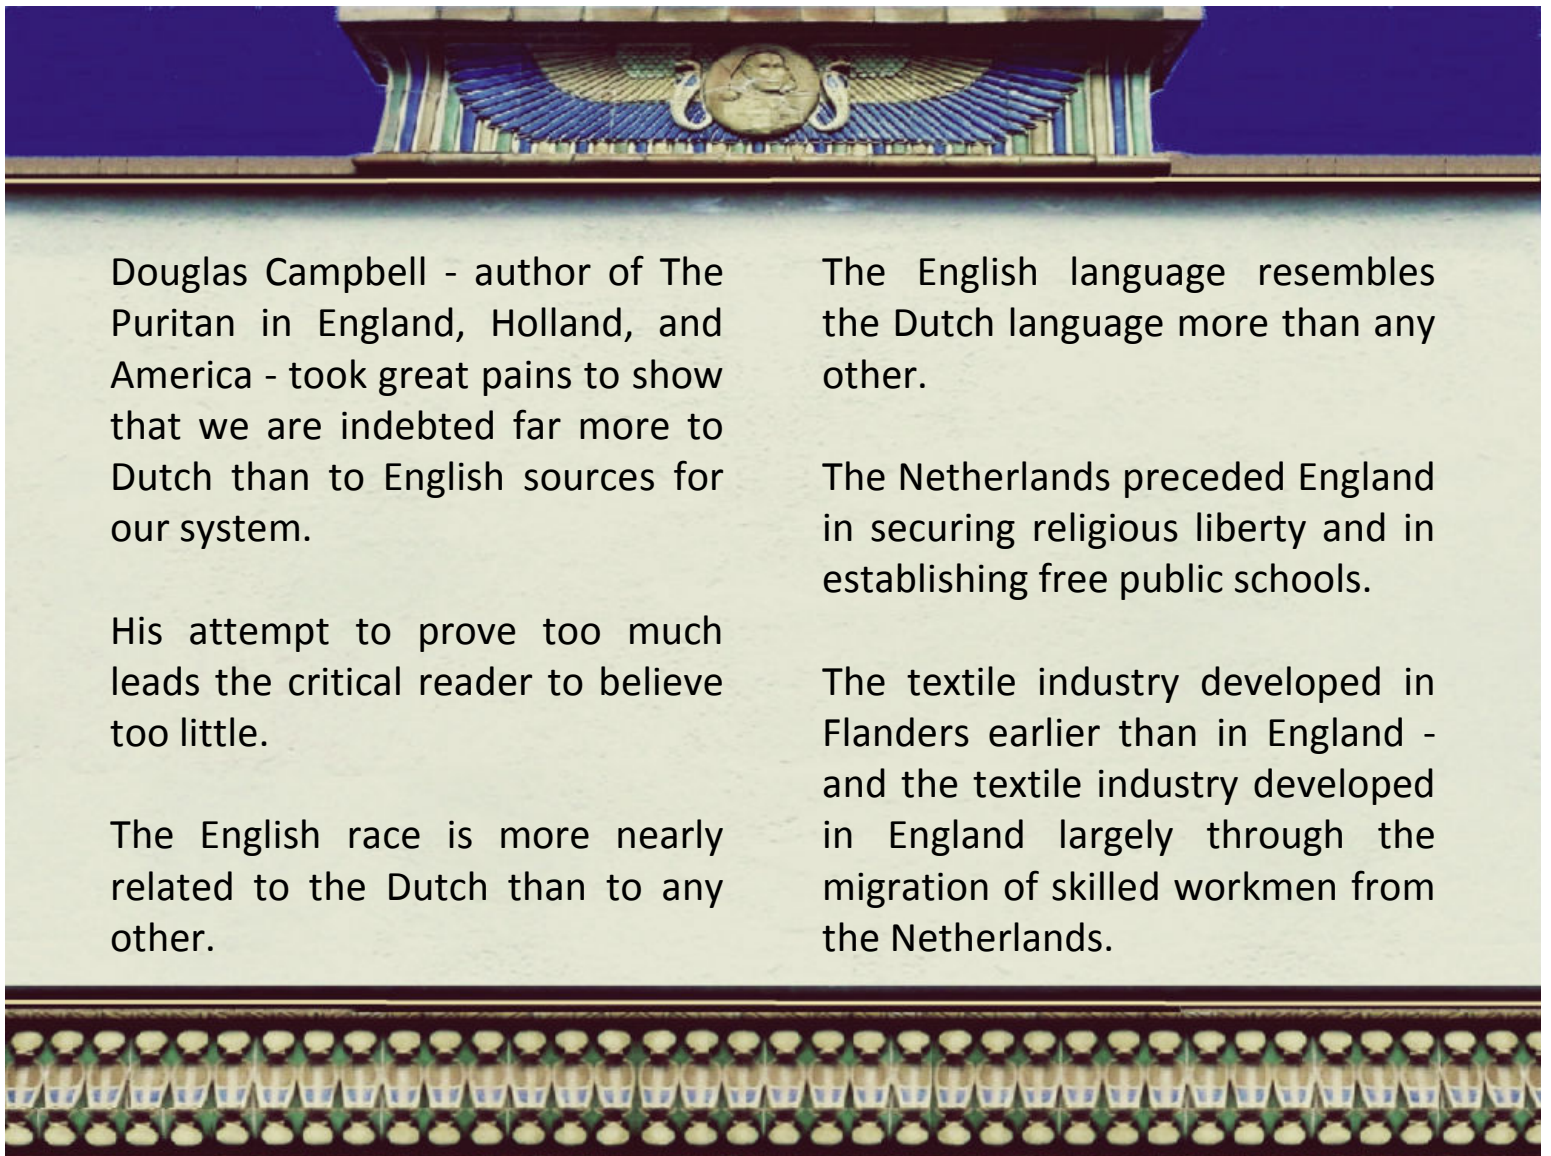 Douglas Campbell - author of The
Puritan in England, Holland, and
America - took great pains to show
that we are indebted far more to
Dutch than to English sources for
our system.
His attempt to prove too much
leads the critical reader to believe
too little.
The English race is more nearly
related to the Dutch than to any
other.
The English language resembles
the Dutch language more than any
other.
The Netherlands preceded England
in securing religious liberty and in
establishing free public schools.
The textile industry developed in
Flanders earlier than in England -
and the textile industry developed
in England largely through the
migration of skilled workmen from
the Netherlands.